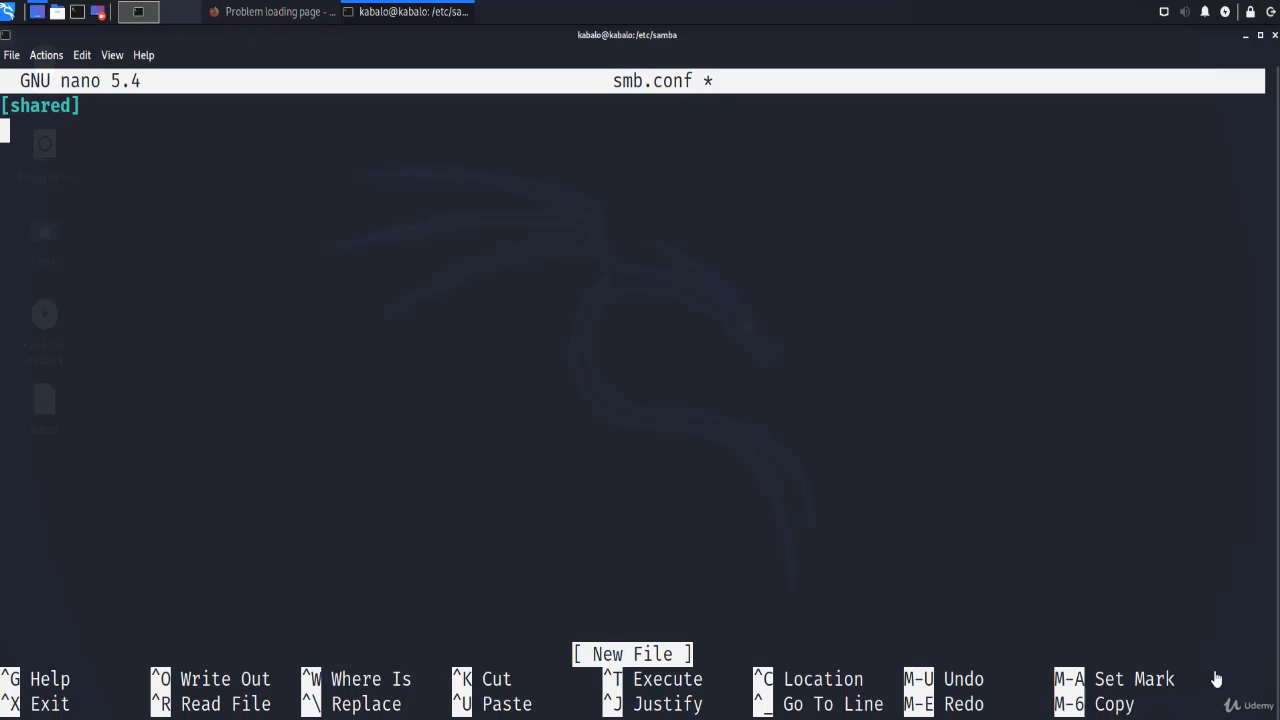 Problem loading page - ...
kabalo@kabalo: /etc/sa...
kabalo@kabalo: /etc/samba
File Actions Edit View Help
GNU nano 5.4 smb.conf *
[shared]
[ New File ]
^G Help ^O Write Out ^W Where Is ^K Cut ^T Execute ^C Location M-U Undo M-A Set Mark
^X Exit ^R Read File ^\ Replace ^U Paste ^J Justify ^_ Go To Line M-E Redo M-6 Copy
Udemy